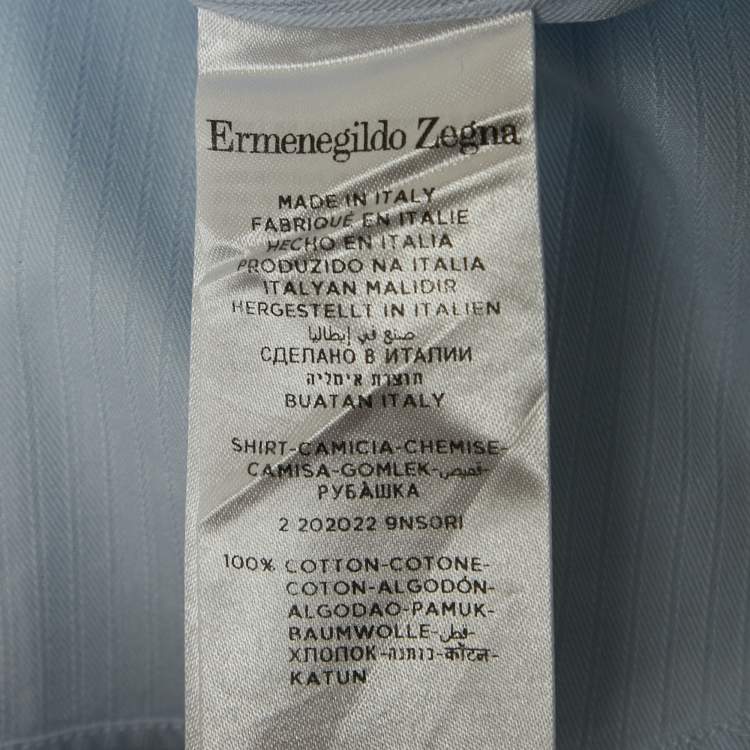 Ermenegildo Zegna
MADE IN ITALY
FABRIQUÉ EN ITALIE
HECHO EN ITALIA
PRODUZIDO NA ITALIA
ITALYAN MALIDIR
HERGESTELLT IN ITALIEN
صنع في إيطاليا
СДЕЛАНО В ИТАЛИИ
תוצרת איטליה
BUATAN ITALY
SHIRT-CAMICIA-CHEMISE-
CAMISA-GOMLEK-قميص-
РУБÀШКА
2 202022 9NSORI
100% COTTON-COTONE-
COTON-ALGODÓN-
ALGODAO-PAMUK-
BAUMWOLLE-قطن-
ХЛОПОК-כותנה-कॉटन-
KATUN